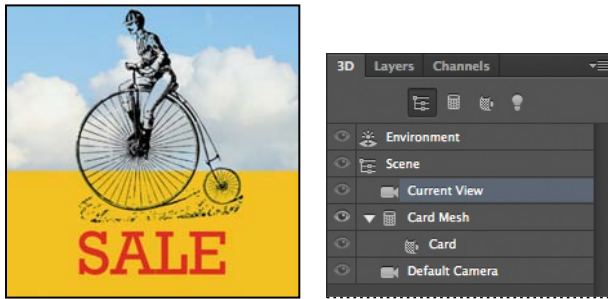 SALE
3D Layers Channels
Environment
Scene
Current View
Card Mesh
Card
Default Camera